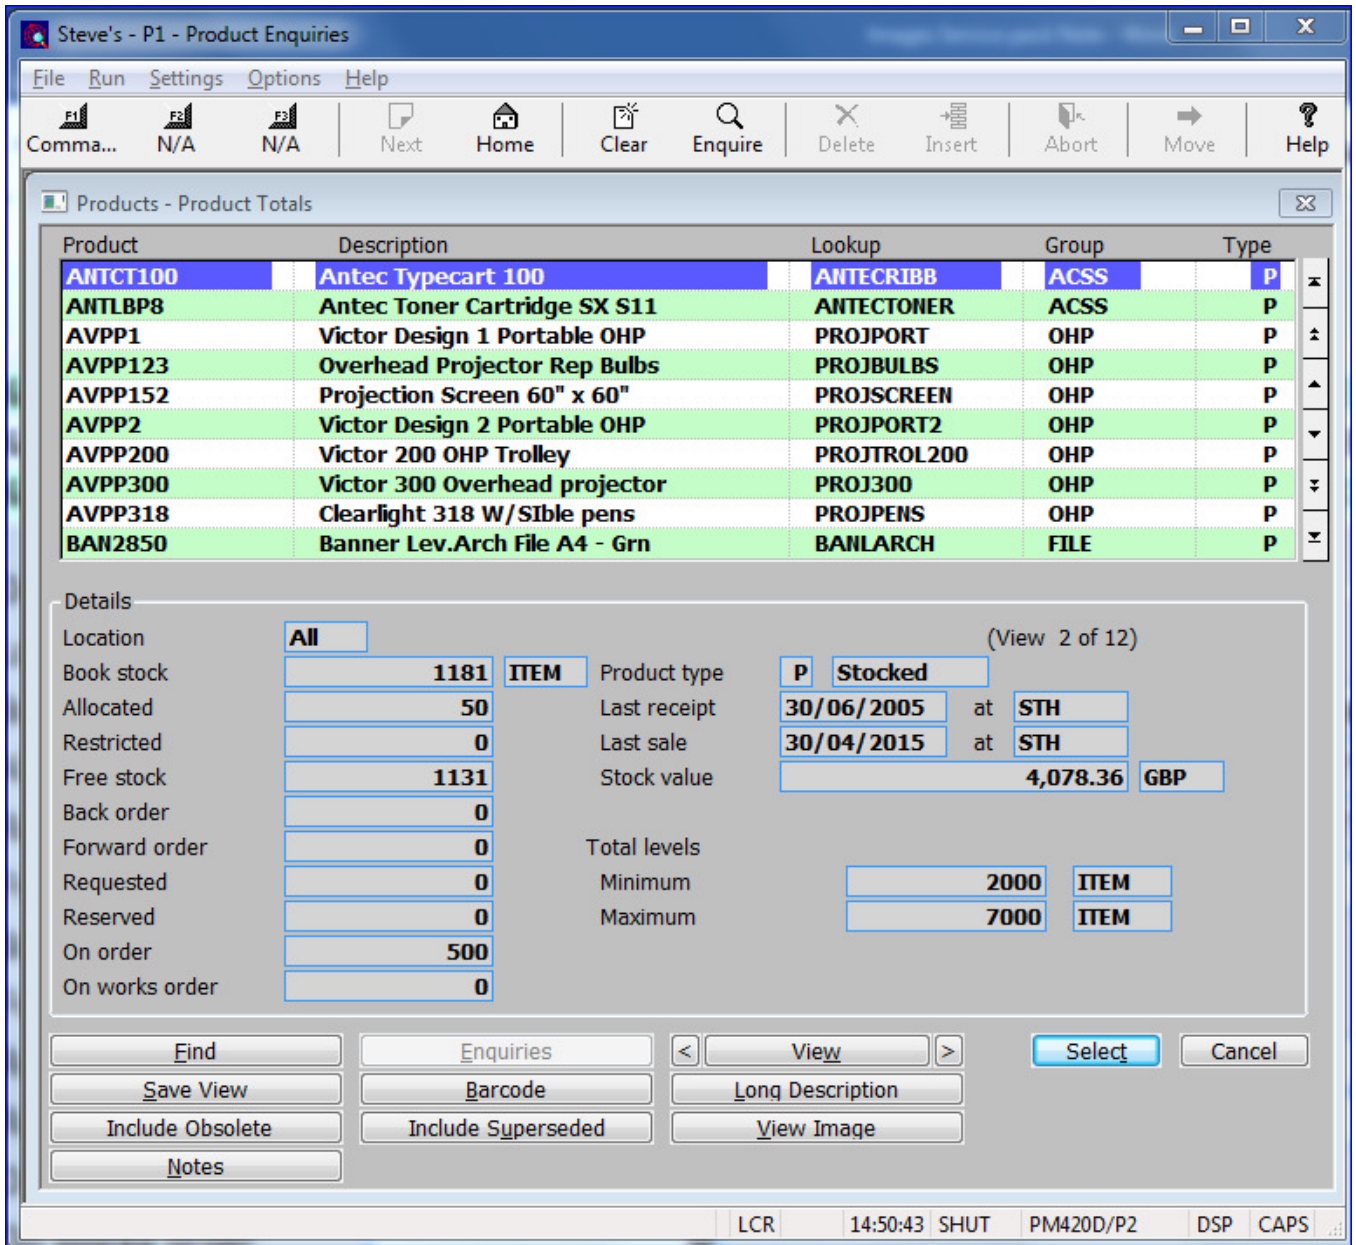 Steve's - P1 - Product Enquiries
File Run Settings Options Help
F1 F2 F3
Comma... N/A N/A Next Home Clear Enquire Delete Insert Abort Move Help
Products - Product Totals
Product Description Lookup Group Type
ANTCT100 Antec Typecart 100 ANTECRIBB ACSS P
ANTLBP8 Antec Toner Cartridge SX S11 ANTECTONER ACSS P
AVPP1 Victor Design 1 Portable OHP PROJPORT OHP P
AVPP123 Overhead Projector Rep Bulbs PROJBULBS OHP P
AVPP152 Projection Screen 60" x 60" PROJSCREEN OHP P
AVPP2 Victor Design 2 Portable OHP PROJPORT2 OHP P
AVPP200 Victor 200 OHP Trolley PROJTROL200 OHP P
AVPP300 Victor 300 Overhead projector PROJ300 OHP P
AVPP318 Clearlight 318 W/SIble pens PROJPENS OHP P
BAN2850 Banner Lev.Arch File A4 - Grn BANLARCH FILE P
Details
Location All (View 2 of 12)
Book stock 1181 ITEM Product type P Stocked
Allocated 50 Last receipt 30/06/2005 at STH
Restricted 0 Last sale 30/04/2015 at STH
Free stock 1131 Stock value 4,078.36 GBP
Back order 0
Forward order 0 Total levels
Requested 0 Minimum 2000 ITEM
Reserved 0 Maximum 7000 ITEM
On order 500
On works order 0
Find Enquiries < View > Select Cancel
Save View Barcode Long Description
Include Obsolete Include Superseded View Image
Notes
LCR 14:50:43 SHUT PM420D/P2 DSP CAPS